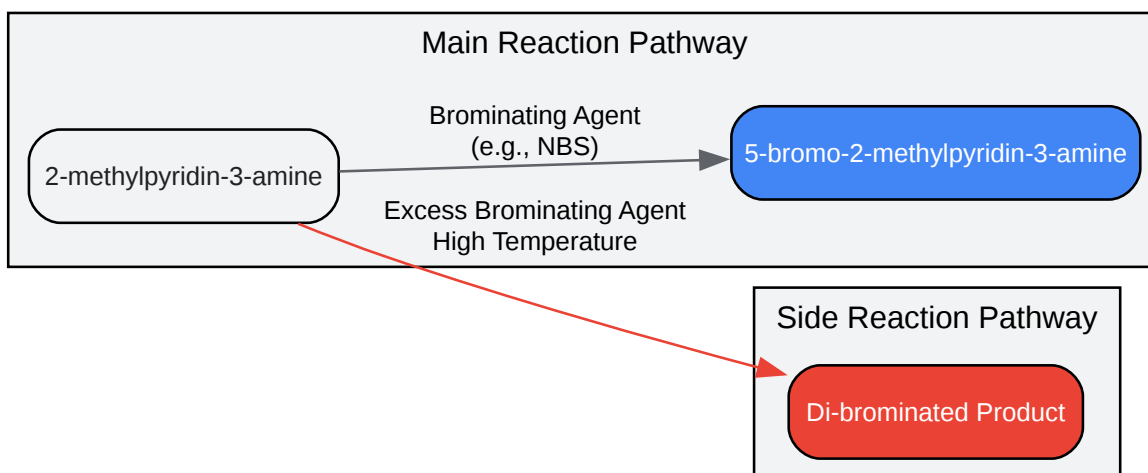 Main Reaction Pathway
Brominating Agent
(e.g., NBS)
2-methylpyridin-3-amine
5-bromo-2-methylpyridin-3-amine
Excess Brominating Agent
High Temperature
Side Reaction Pathway
Di-brominated Product